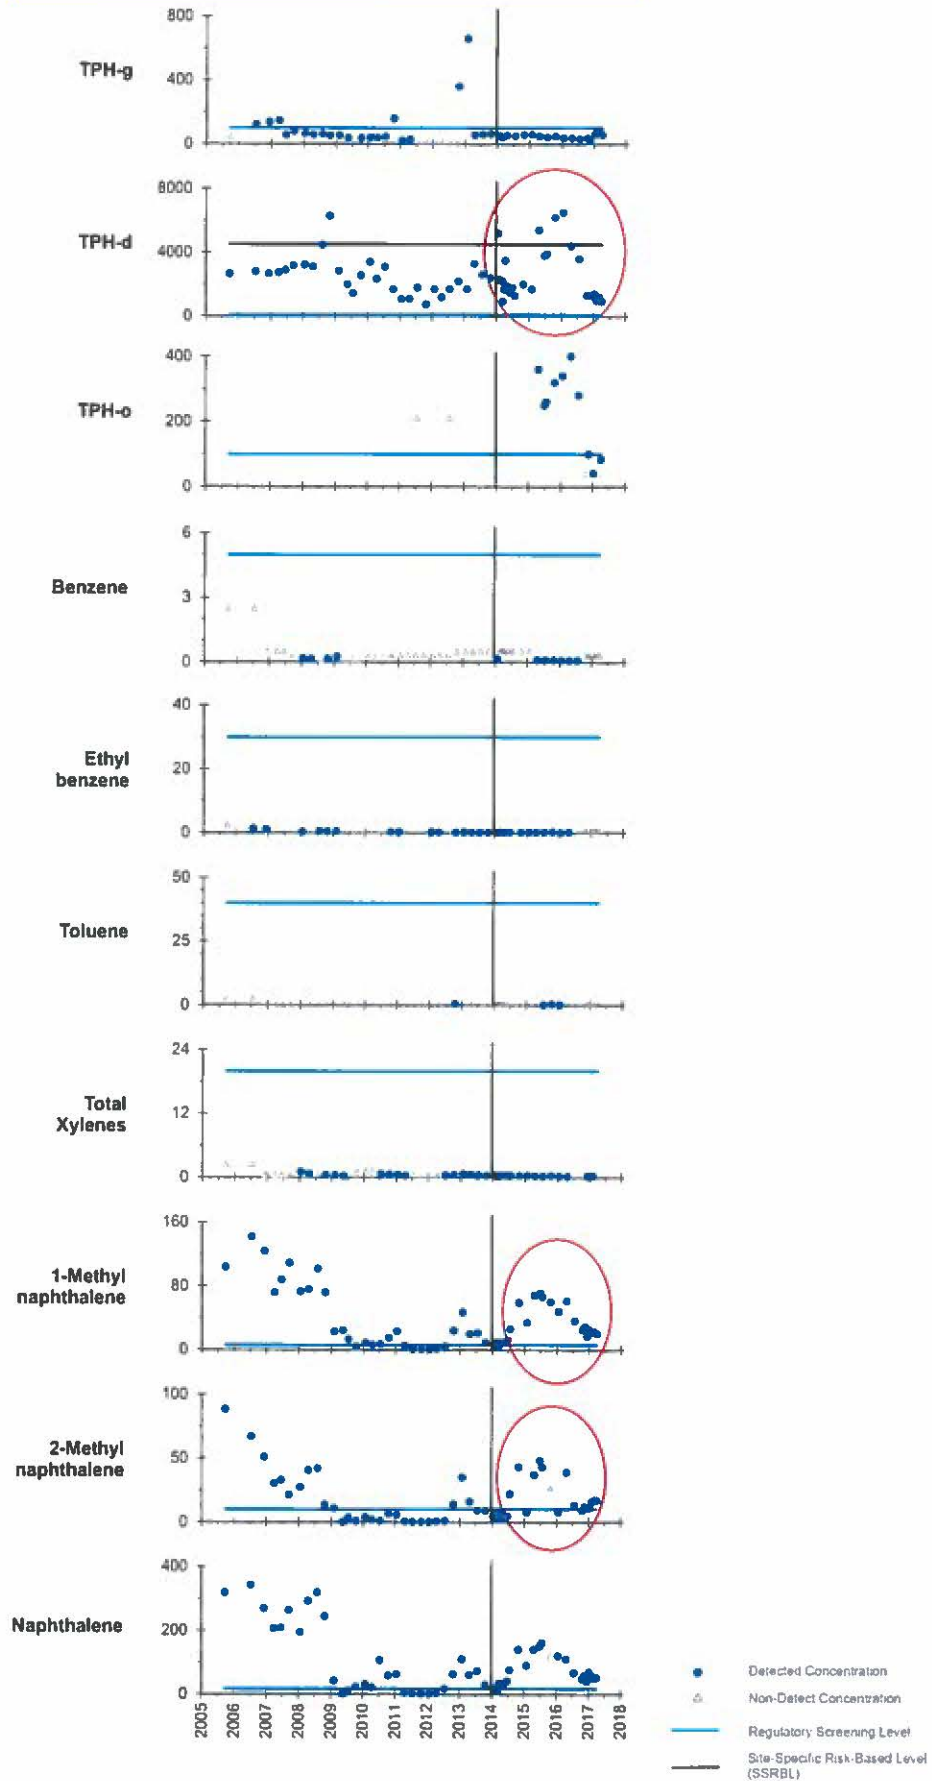 800
TPH-g
400
0
8000
TPH-d
4000
0
400
TPH-o
200
0
6
Benzene
3
0
40
Ethyl
benzene
20
0
50
Toluene
25
0
24
Total
Xylenes
12
0
160
1-Methyl
naphthalene
80
0
100
2-Methyl
naphthalene
50
0
400
Naphthalene
200
0
2005 2006 2007 2008 2009 2010 2011 2012 2013 2014 2015 2016 2017 2018
Detected Concentration
Non-Detect Concentration
Regulatory Screening Level
Site-Specific Risk-Based Level
(SSRBL)